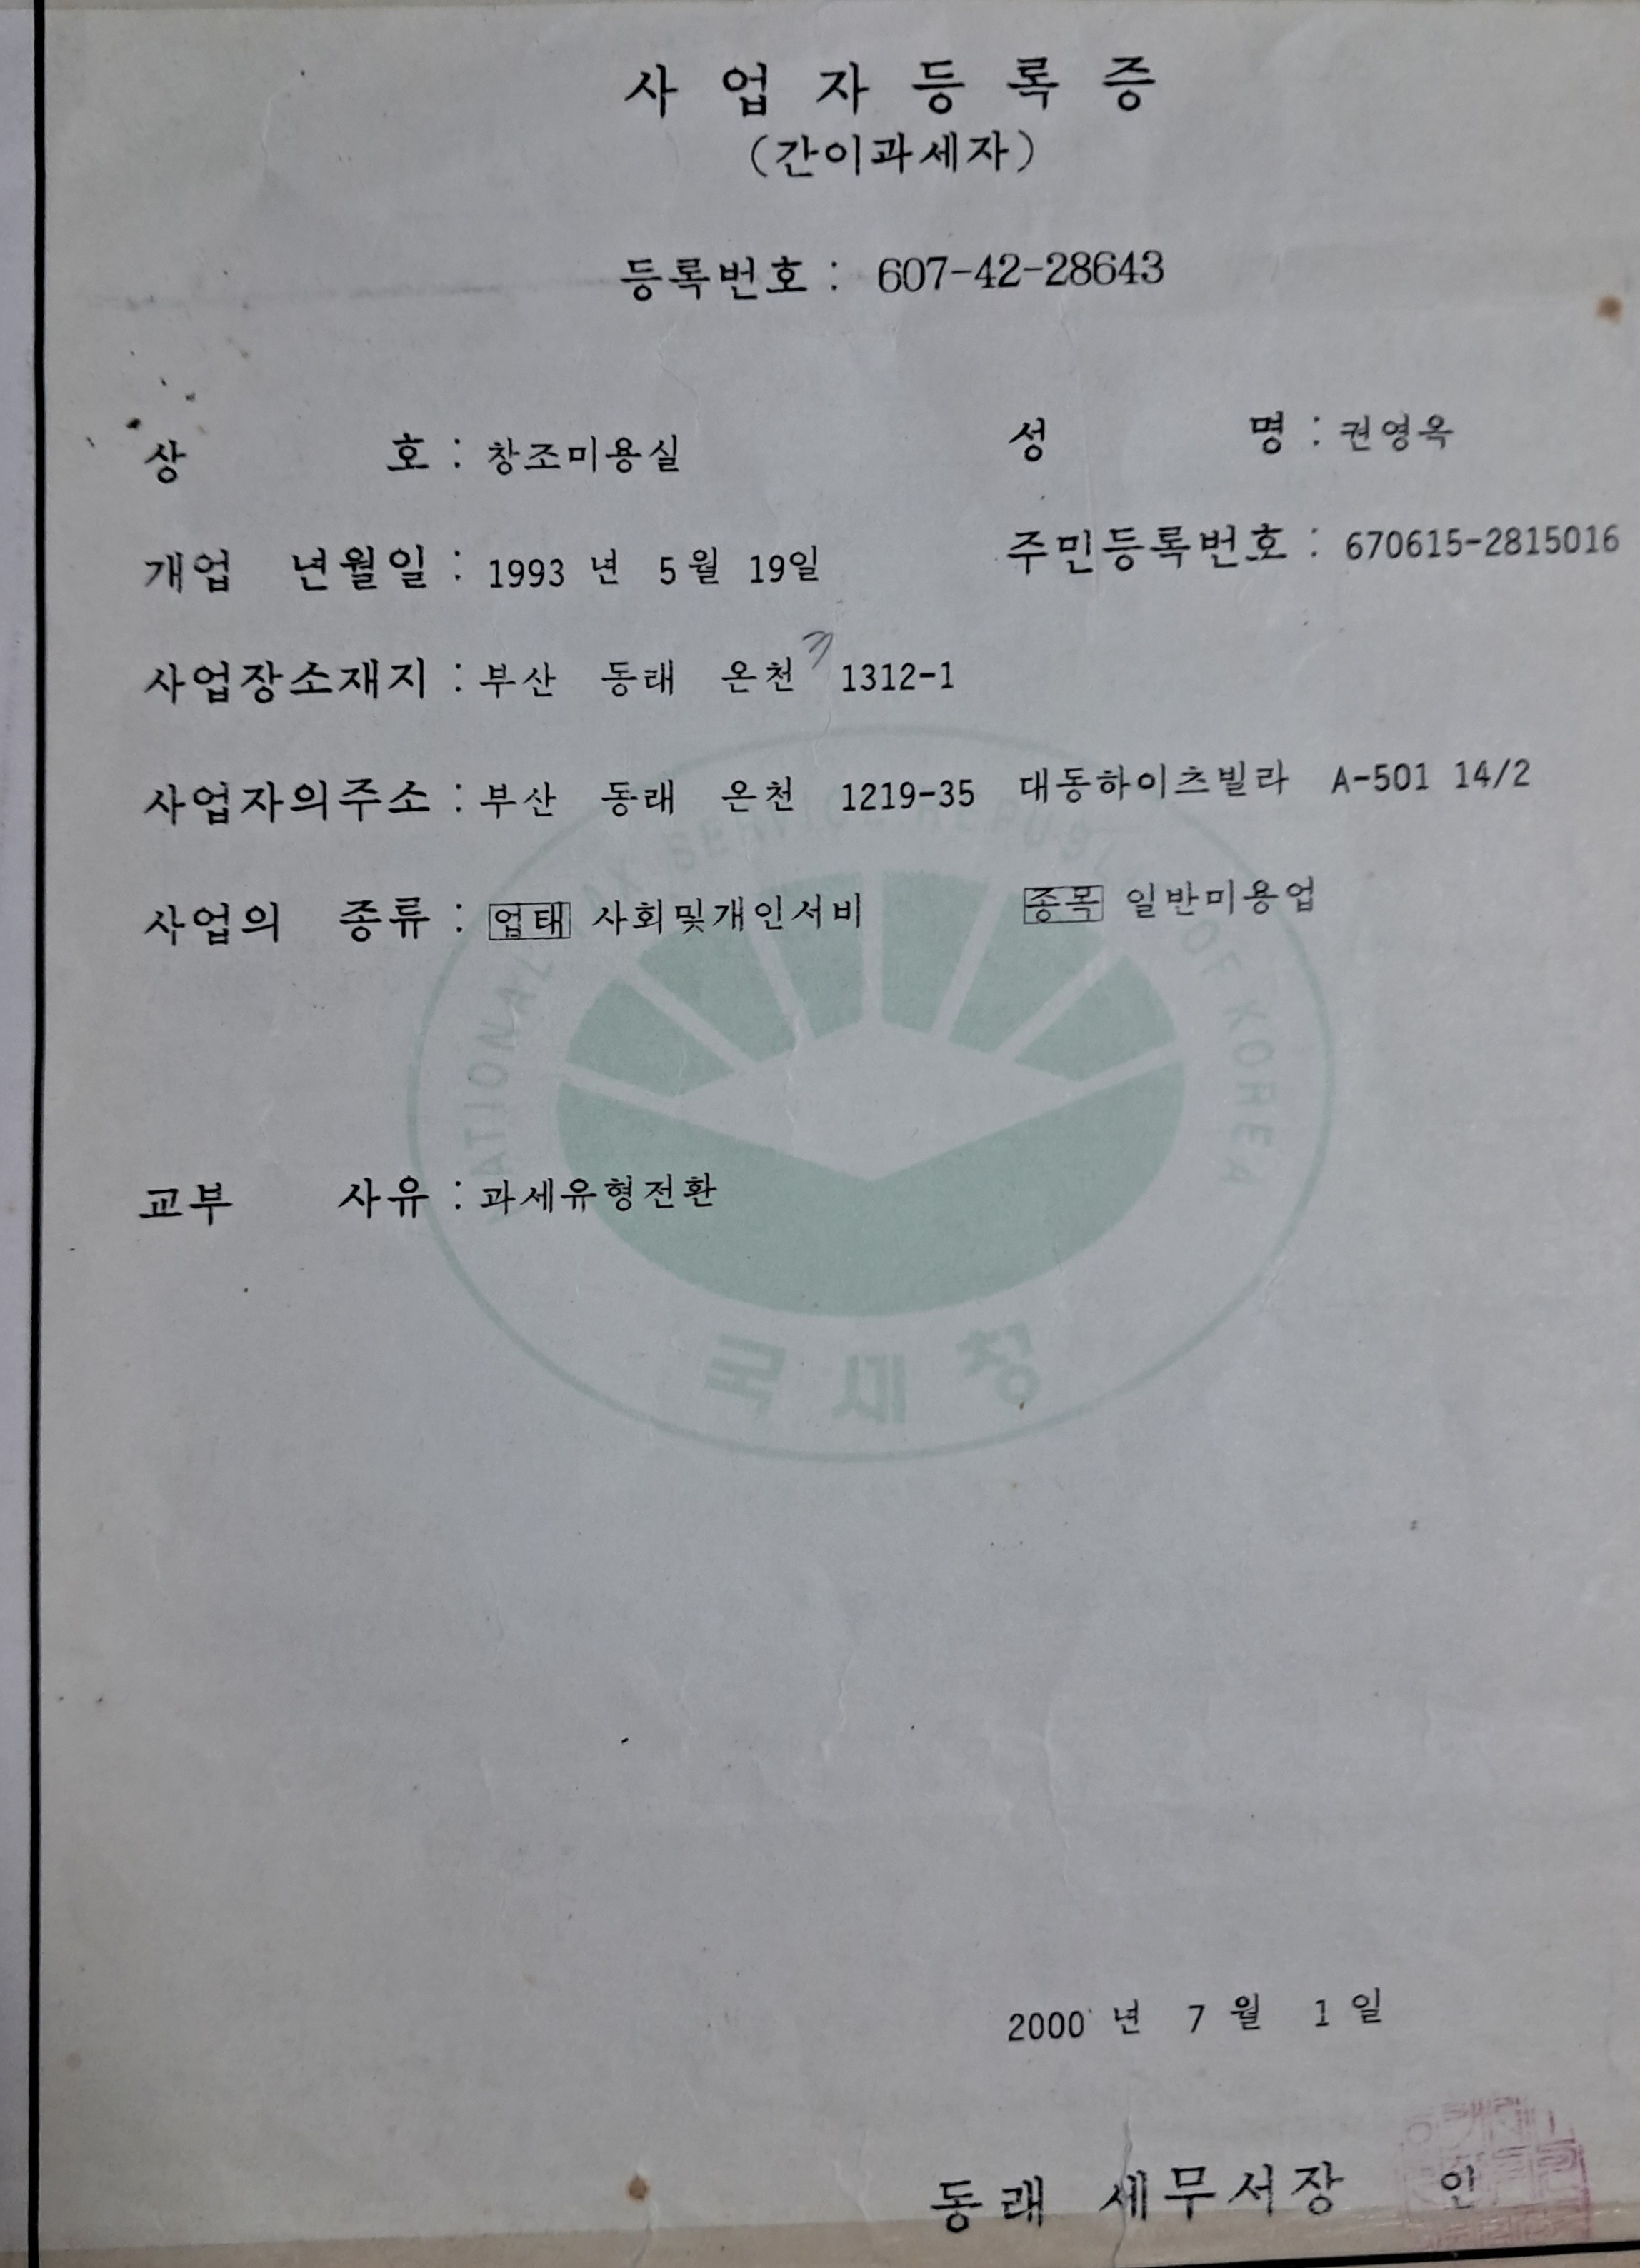 사업자등록증
(간이과세자)
등록번호 : 607-42-28643
상 호 : 창조미용실 성 명 : 권영옥
개업 년월일 : 1993 년 5월 19일 주민등록번호 : 670615-2815016
사업장소재지 : 부산 동래 온천 1312-1
사업자의주소 : 부산 동래 온천 1219-35 대동하이츠빌라 A-501 14/2
사업의 종류 : 업태 사회및개인서비 종목 일반미용업
NATIONAL TAX SERVICE REPUBLIC OF KOREA
교부 사유 : 과세유형전환
국세청
2000 년 7 월 1 일
동래 세무서장 인